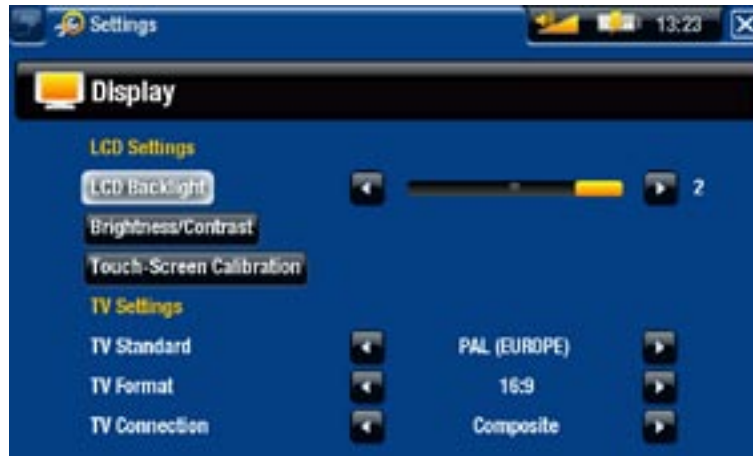 Settings 13:23
Display
LCD Settings
LCD Backlight 2
Brightness/Contrast
Touch-Screen Calibration
TV Settings
TV Standard PAL (EUROPE)
TV Format 16:9
TV Connection Composite